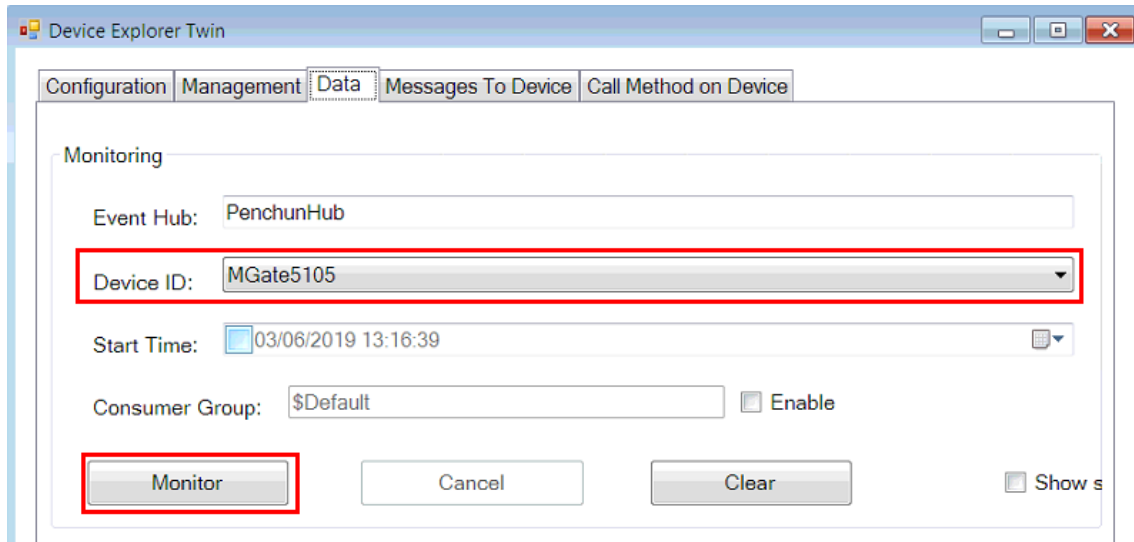 Device Explorer Twin
Configuration Management Data Messages To Device Call Method on Device
Monitoring
Event Hub: PenchunHub
Device ID: MGate5105
Start Time: 03/06/2019 13:16:39
Consumer Group: $Default Enable
Monitor Cancel Clear Show s